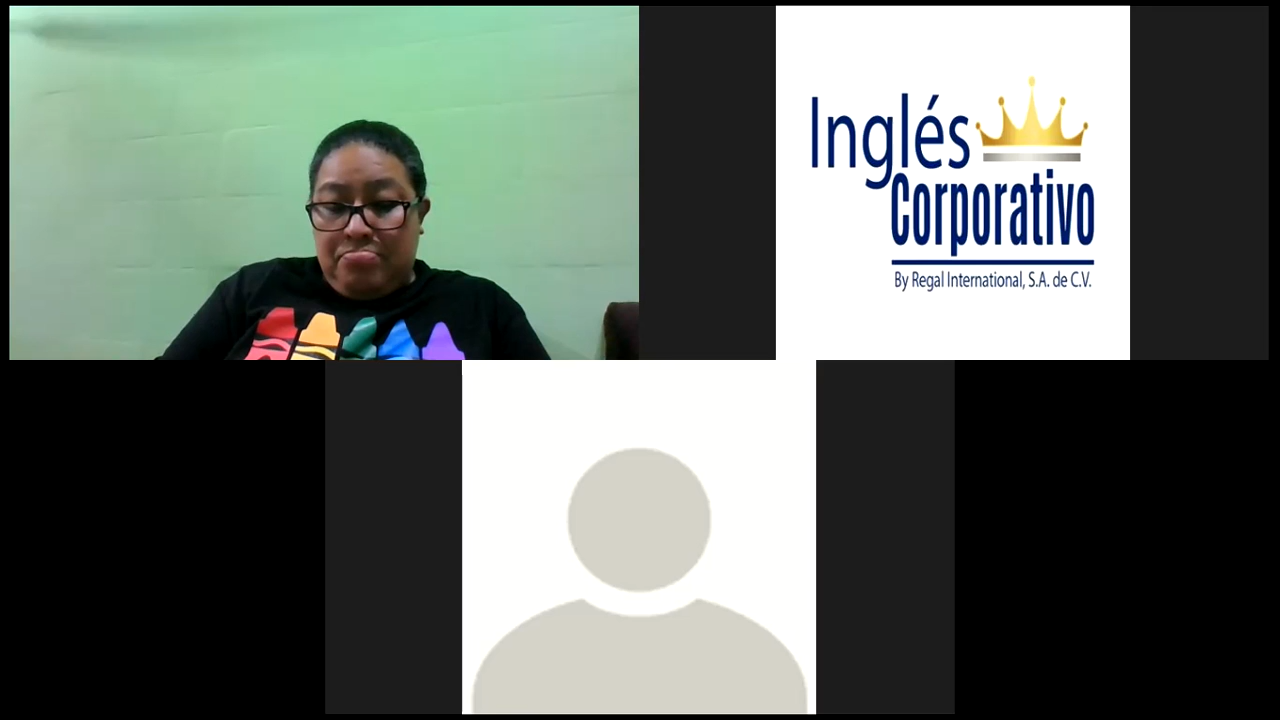 Inglés
Corporativo
By Regal International, S.A. de C.V.